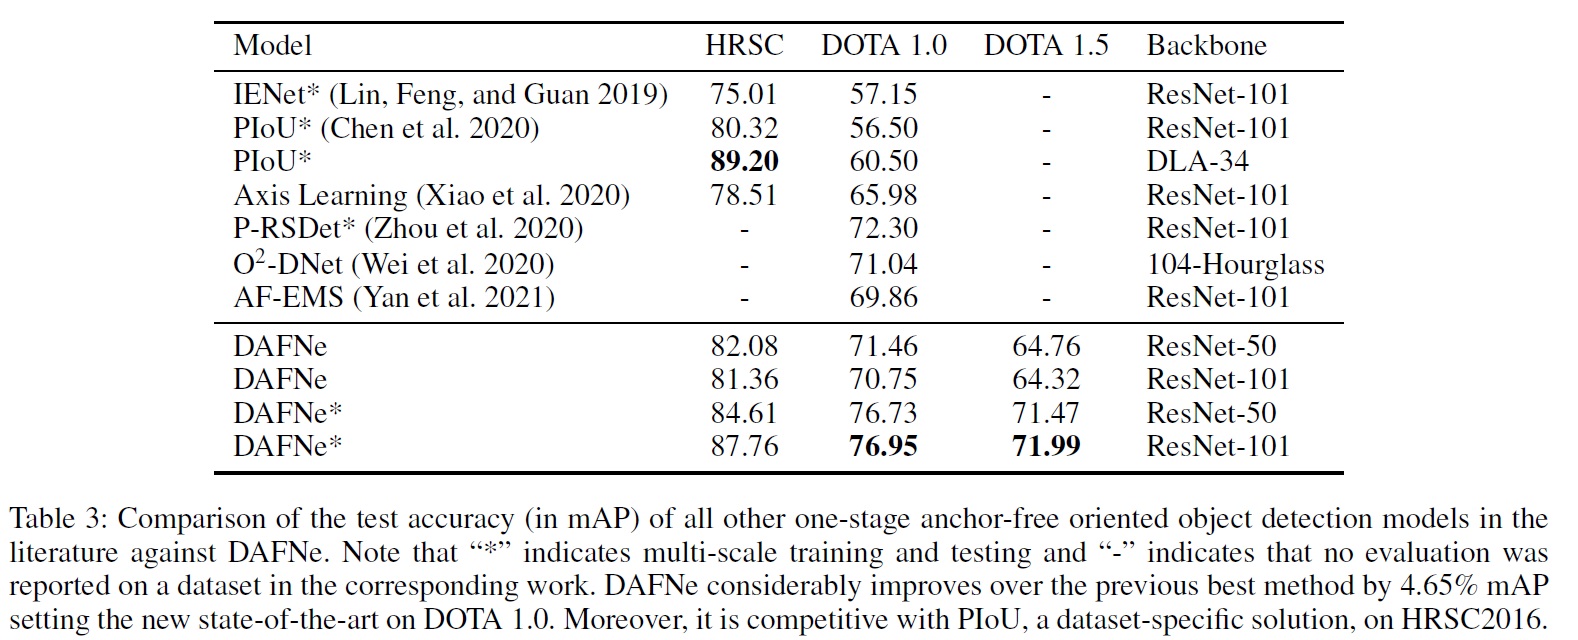 Model HRSC DOTA 1.0 DOTA 1.5 Backbone
IENet* (Lin, Feng, and Guan 2019) 75.01 57.15 - ResNet-101
PIoU* (Chen et al. 2020) 80.32 56.50 - ResNet-101
PIoU* 89.20 60.50 - DLA-34
Axis Learning (Xiao et al. 2020) 78.51 65.98 - ResNet-101
P-RSDet* (Zhou et al. 2020) - 72.30 - ResNet-101
O²-DNet (Wei et al. 2020) - 71.04 - 104-Hourglass
AF-EMS (Yan et al. 2021) - 69.86 - ResNet-101
DAFNe 82.08 71.46 64.76 ResNet-50
DAFNe 81.36 70.75 64.32 ResNet-101
DAFNe* 84.61 76.73 71.47 ResNet-50
DAFNe* 87.76 76.95 71.99 ResNet-101
Table 3: Comparison of the test accuracy (in mAP) of all other one-stage anchor-free oriented object detection models in the
literature against DAFNe. Note that “*” indicates multi-scale training and testing and “-” indicates that no evaluation was
reported on a dataset in the corresponding work. DAFNe considerably improves over the previous best method by 4.65% mAP
setting the new state-of-the-art on DOTA 1.0. Moreover, it is competitive with PIoU, a dataset-specific solution, on HRSC2016.